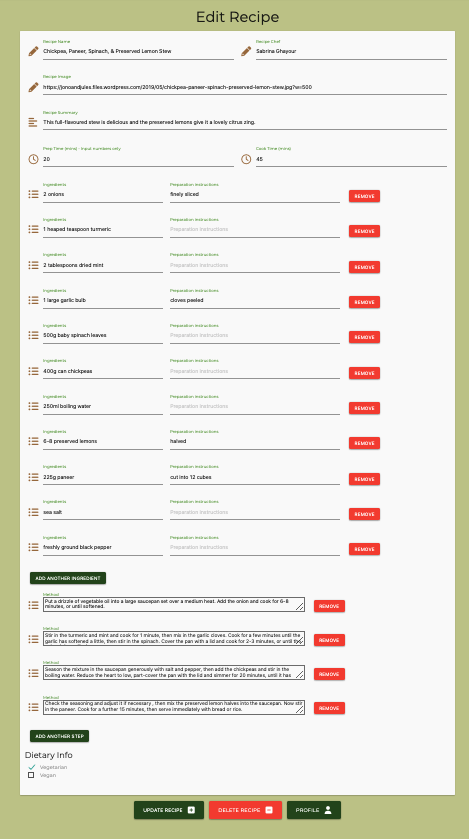 Edit Recipe
Recipe Name Recipe Chef
Chickpea, Paneer, Spinach, & Preserved Lemon Stew Sabrina Ghayour
Recipe Image
https://jonoandjules.files.wordpress.com/2019/05/chickpea-paneer-spinach-preserved-lemon-stew.jpg?w=500
Recipe Summary
This full-flavoured stew is delicious and the preserved lemons give it a lovely citrus zing.
Prep Time (mins) - Input numbers only Cook Time (mins)
20 45
Ingredients Preparation instructions
2 onions finely sliced REMOVE
Ingredients Preparation instructions
1 heaped teaspoon turmeric Preparation instructions REMOVE
Ingredients Preparation instructions
2 tablespoons dried mint Preparation instructions REMOVE
Ingredients Preparation instructions
1 large garlic bulb cloves peeled REMOVE
Ingredients Preparation instructions
500g baby spinach leaves Preparation instructions REMOVE
Ingredients Preparation instructions
400g can chickpeas Preparation instructions REMOVE
Ingredients Preparation instructions
250ml boiling water Preparation instructions REMOVE
Ingredients Preparation instructions
6-8 preserved lemons halved REMOVE
Ingredients Preparation instructions
225g paneer cut into 12 cubes REMOVE
Ingredients Preparation instructions
sea salt Preparation instructions REMOVE
Ingredients Preparation instructions
freshly ground black pepper Preparation instructions REMOVE
ADD ANOTHER INGREDIENT
Method
Put a drizzle of vegetable oil into a large saucepan set over a medium heat. Add the onion and cook for 6-8
minutes, or until softened. REMOVE
Method
Stir in the turmeric and mint and cook for 1 minute, then mix in the garlic cloves. Cook for a few minutes until the
garlic has softened a little, then stir in the spinach. Cover the pan with a lid and cook for 2-3 minutes, or until the REMOVE
Method
Season the mixture in the saucepan generously with salt and pepper, then add the chickpeas and stir in the
boiling water. Reduce the heat to low, part-cover the pan with the lid and simmer for 20 minutes, until it has REMOVE
Method
Check the seasoning and adjust it if necessary , then mix the preserved lemon halves into the saucepan. Now stir
in the paneer. Cook for a further 15 minutes, then serve immediately with bread or rice. REMOVE
ADD ANOTHER STEP
Dietary Info
Vegetarian
Vegan
UPDATE RECIPE DELETE RECIPE PROFILE